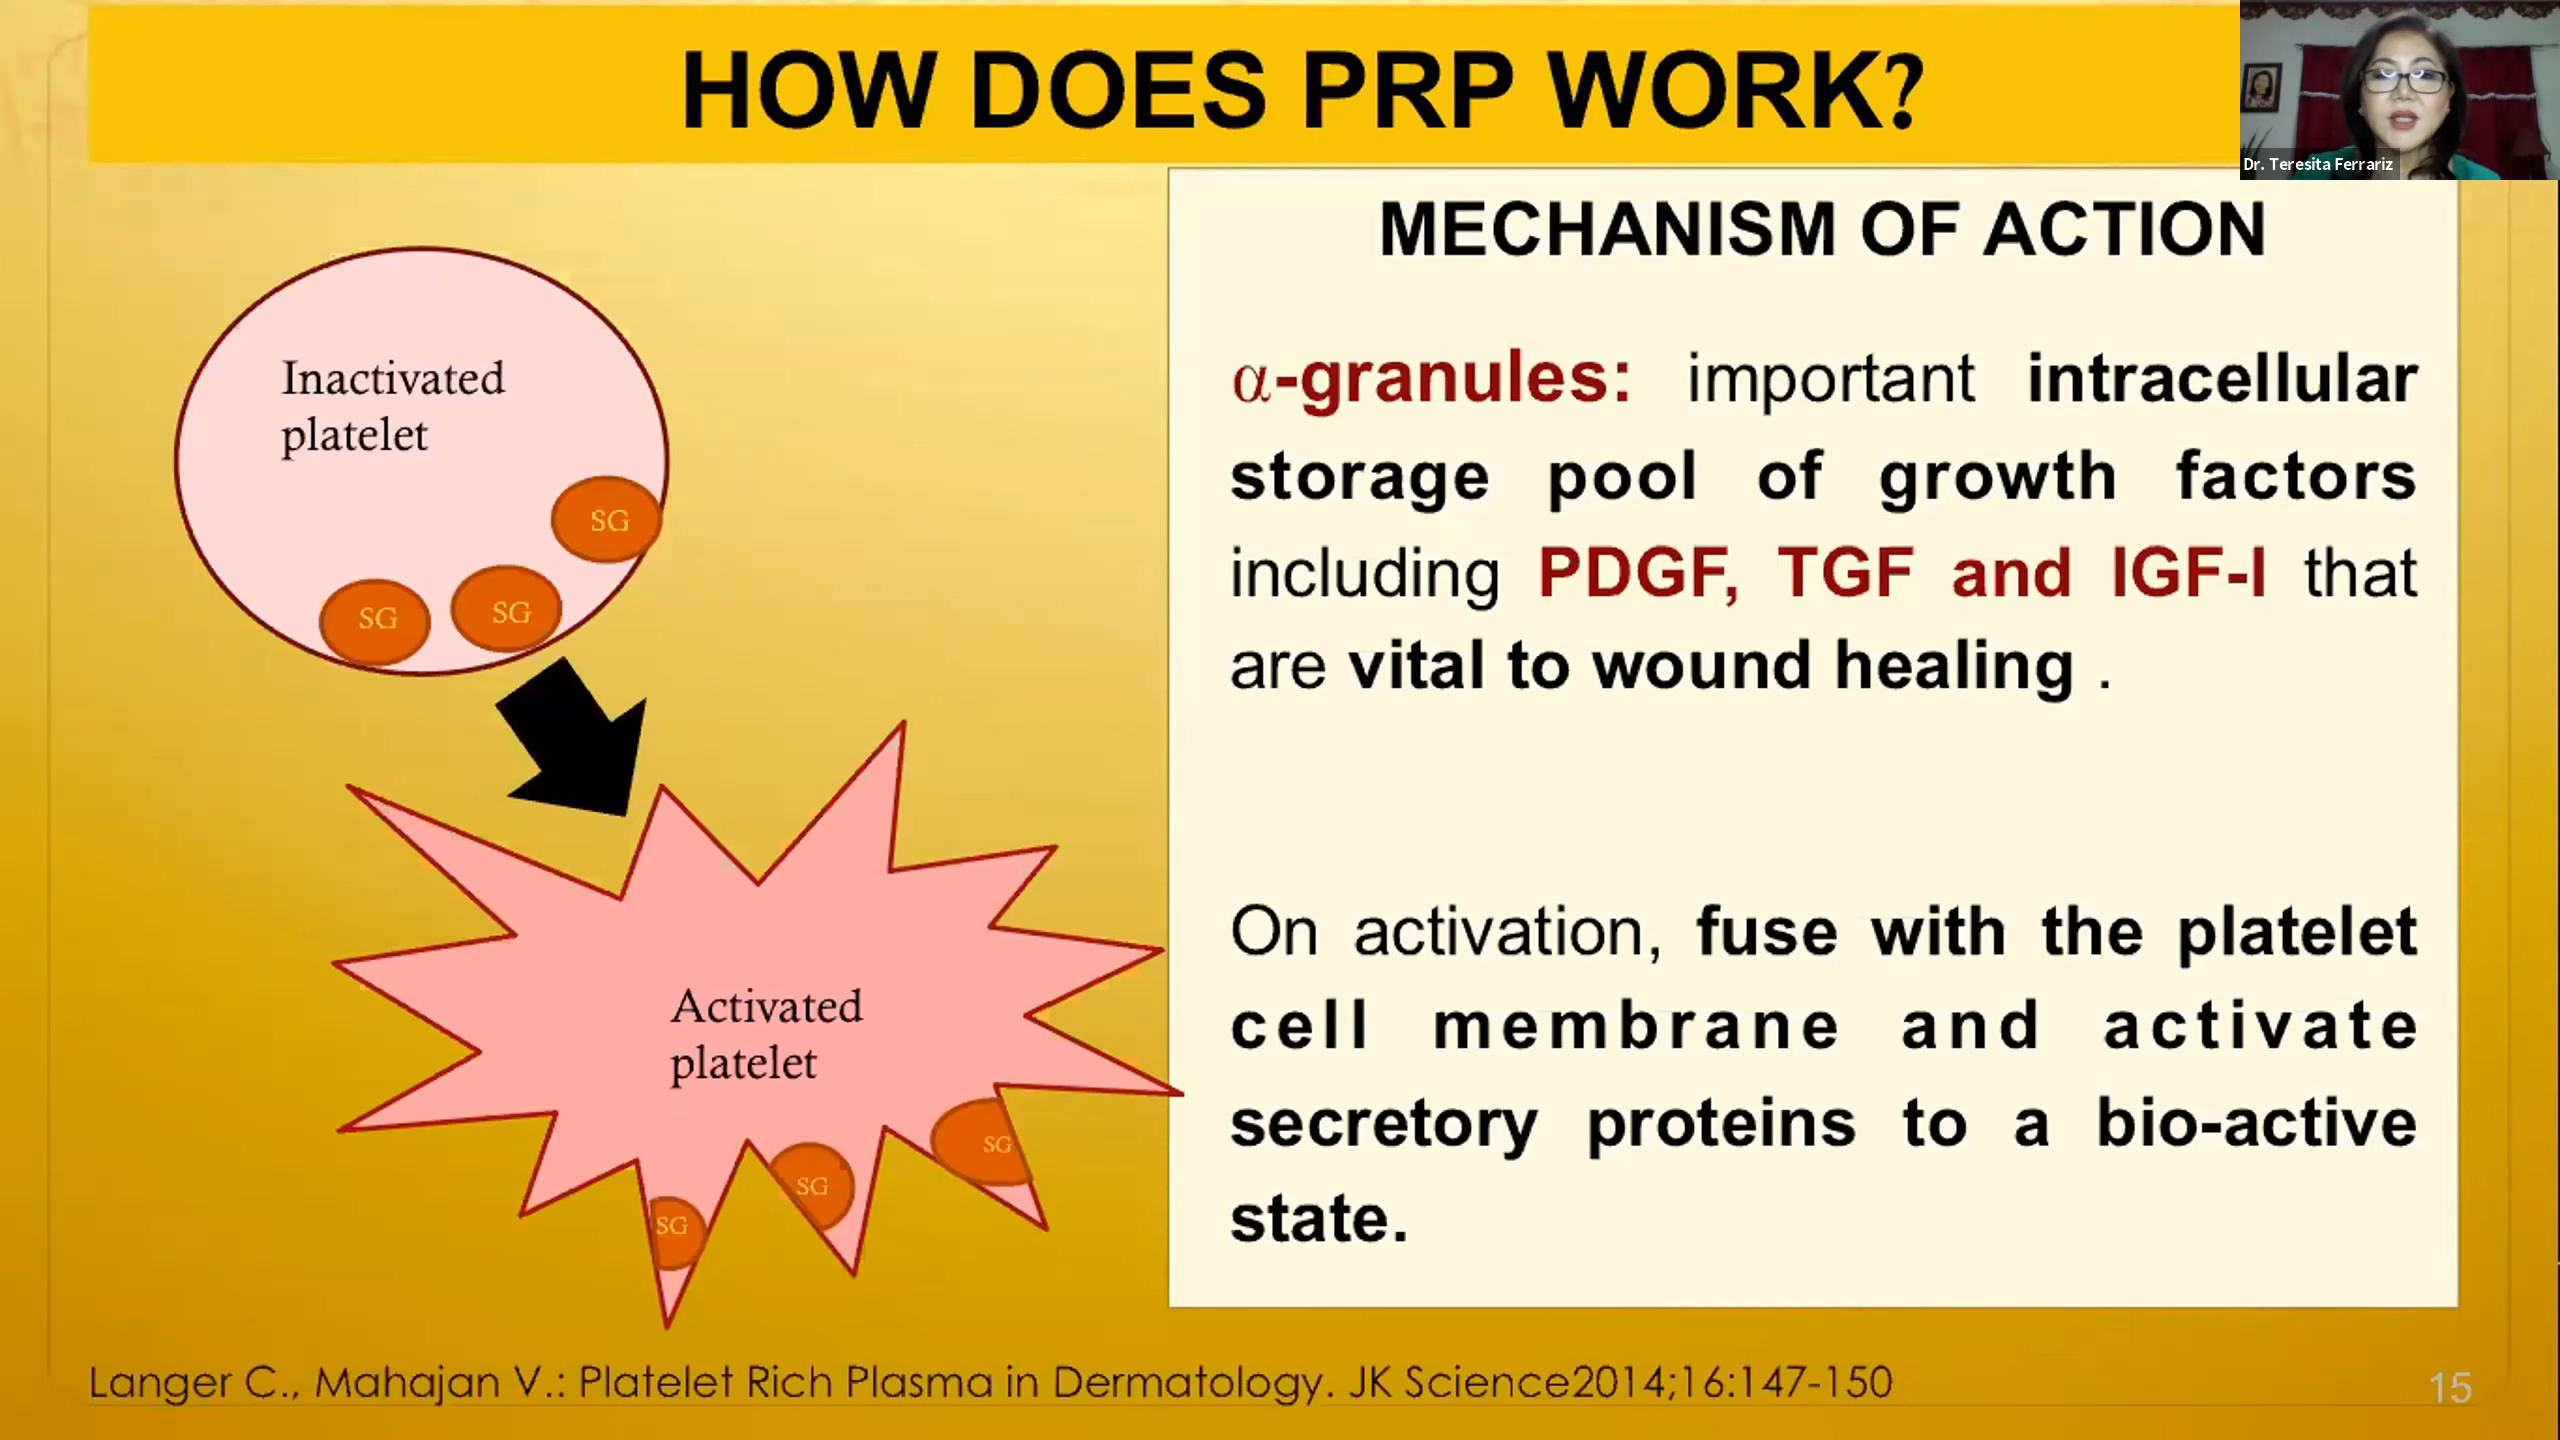 HOW DOES PRP WORK?
Dr. Teresita Ferrariz
MECHANISM OF ACTION
Inactivated
platelet
SG
SG
SG
α-granules: important intracellular
storage pool of growth factors
including PDGF, TGF and IGF-I that
are vital to wound healing .
On activation, fuse with the platelet
cell membrane and activate
secretory proteins to a bio-active
state.
Activated
platelet
SG
SG
SG
Langer C., Mahajan V.: Platelet Rich Plasma in Dermatology. JK Science2014;16:147-150
15